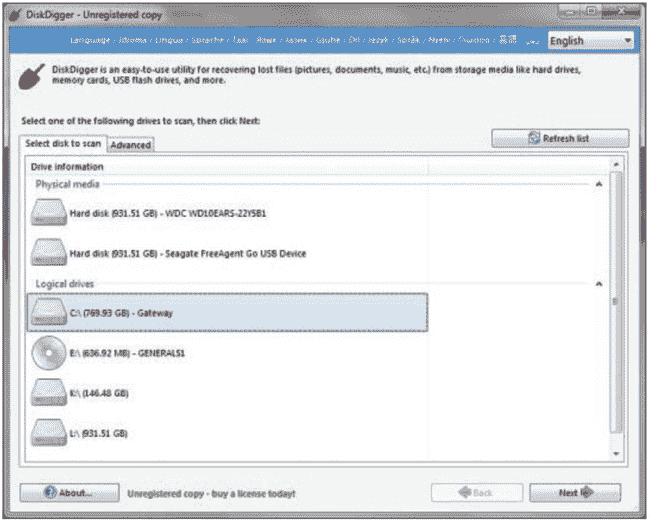 DiskDigger - Unregistered copy
Language / Idioma / Lingua / Sprache /
English
DiskDigger is an easy-to-use utility for recovering lost files (pictures, documents, music, etc.) from storage media like hard drives,
memory cards, USB flash drives, and more.
Select one of the following drives to scan, then click Next:
Refresh list
Select disk to scan
Advanced
Drive information
Physical media
Hard disk (931.51 GB) - WDC WD10EARS-22Y5B1
Hard disk (931.51 GB) - Seagate FreeAgent Go USB Device
Logical drives
C:\ (769.93 GB) - Gateway
E:\ (636.92 MB) - GENERALS1
K:\ (146.48 GB)
L:\ (931.51 GB)
About...
Unregistered copy - buy a license today!
Back
Next